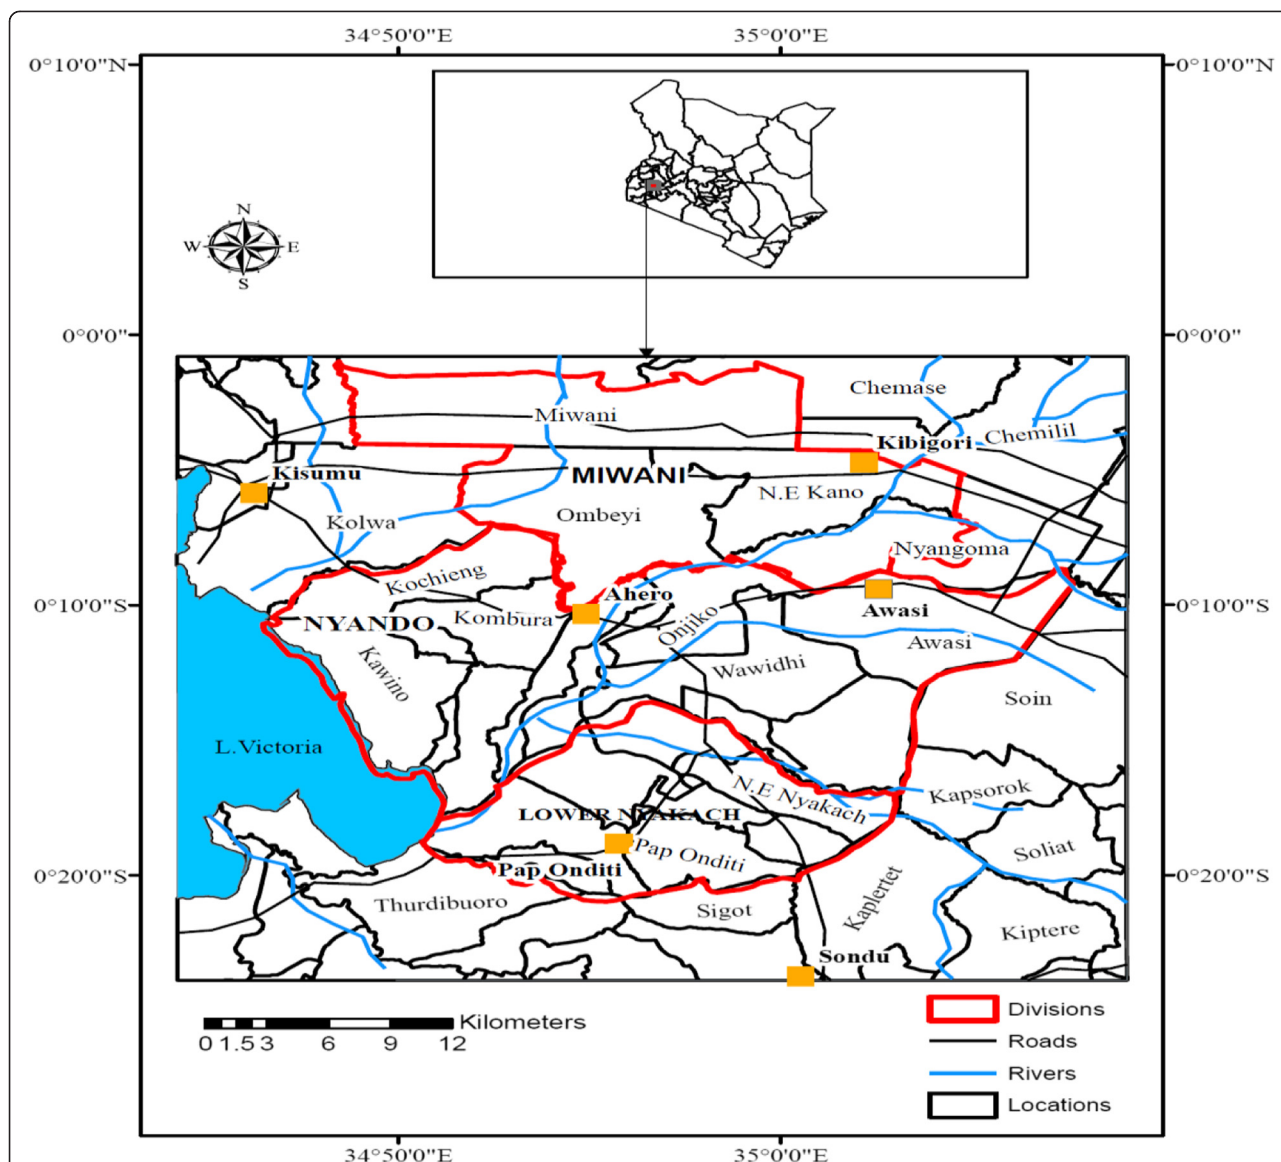 34°50'0"E
35°0'0"E
0°10'0"N
0°10'0"N
N
W
E
S
0°0'0"
0°0'0"
Chemase
Miwani
Chemilil
Kibigori
Kisumu
MIWANI
N.E Kano
Kolwa
Ombeyi
Nyangoma
Kochieng
Ahero
0°10'0"S
0°10'0"S
Awasi
NYANDO
Kombura
Onjiko
Awasi
Kawino
Wawidhi
Soin
L.Victoria
N.E Nyakach
Kapsorok
LOWER NYAKACH
Pap Onditi
Soliat
Pap Onditi
0°20'0"S
0°20'0"S
Thurdibuoro
Sigot
Kaplertet
Kiptere
Sondu
Kilometers
0 1.5 3 6 9 12
Divisions
Roads
Rivers
Locations
34°50'0"E
35°0'0"E